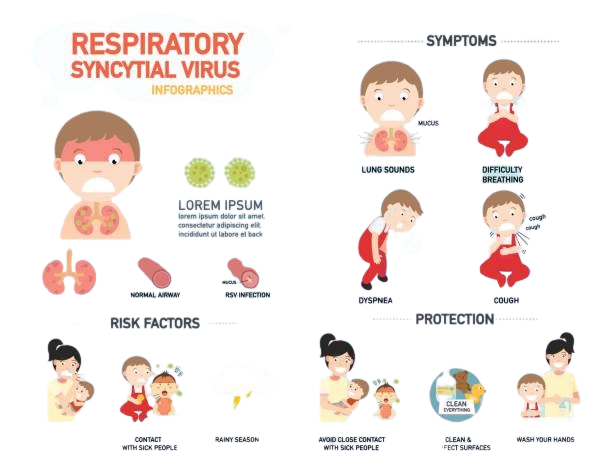 RESPIRATORY
SYNCYTIAL VIRUS
INFOGRAPHICS
LOREM IPSUM
lorem ipsum dolor sit amet,
consectetur adipiscing elit
incididunt ut labore et back
NORMAL AIRWAY
MUCUS
RSV INFECTION
RISK FACTORS
CONTACT
WITH SICK PEOPLE
RAINY SEASON
SYMPTOMS
MUCUS
LUNG SOUNDS
DIFFICULTY
BREATHING
DYSPNEA
cough
cough
COUGH
PROTECTION
AVOID CLOSE CONTACT
WITH SICK PEOPLE
CLEAN
EVERYTHING
CLEAN &
SURFACES
WASH YOUR HANDS